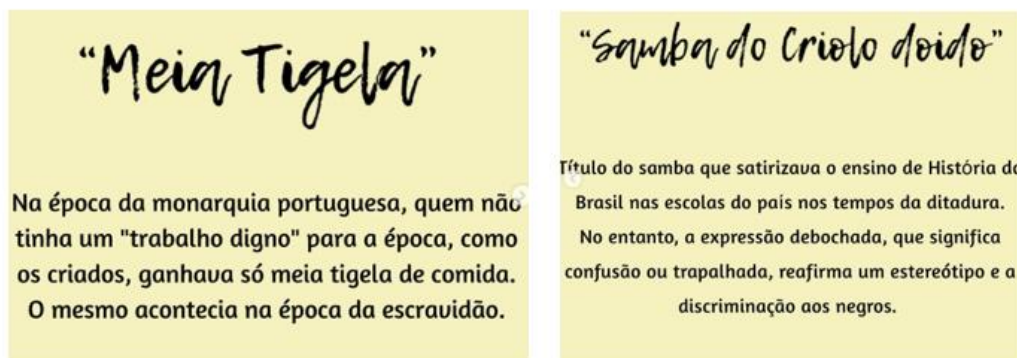 “Meia Tigela”
Na época da monarquia portuguesa, quem não
tinha um "trabalho digno" para a época, como
os criados, ganhava só meia tigela de comida.
O mesmo acontecia na época da escravidão.
“Samba do Criolo doido”
Título do samba que satirizava o ensino de História do
Brasil nas escolas do país nos tempos da ditadura.
No entanto, a expressão debochada, que significa
confusão ou trapalhada, reafirma um estereótipo e a
discriminação aos negros.